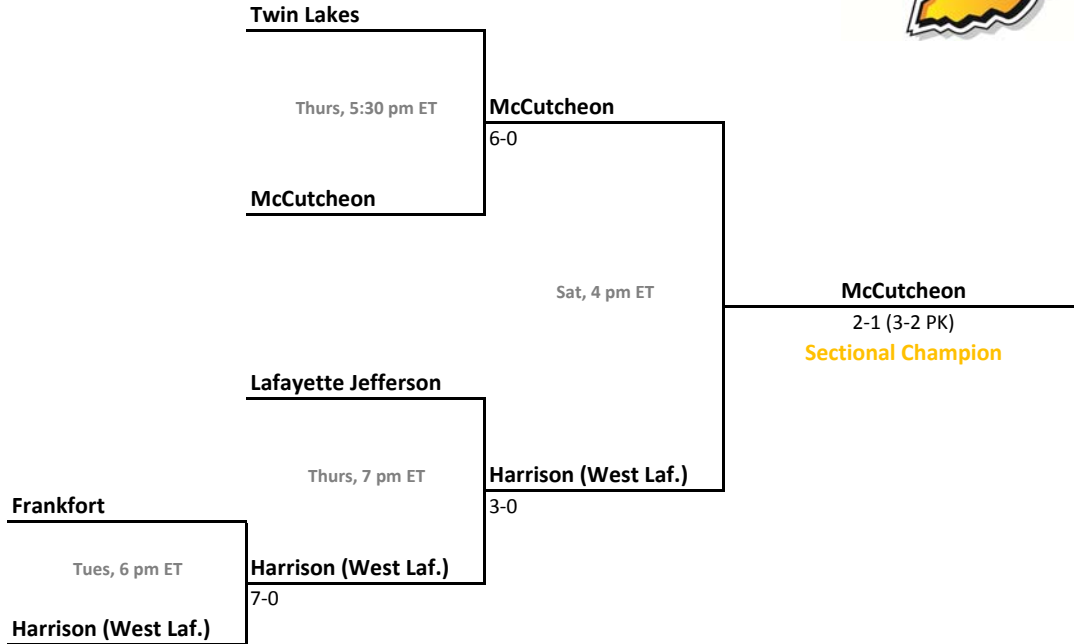 Twin Lakes
Thurs, 5:30 pm ET
McCutcheon
6-0
McCutcheon
Sat, 4 pm ET
McCutcheon
2-1 (3-2 PK)
Sectional Champion
Lafayette Jefferson
Thurs, 7 pm ET
Harrison (West Laf.)
3-0
Frankfort
Tues, 6 pm ET
Harrison (West Laf.)
7-0
Harrison (West Laf.)